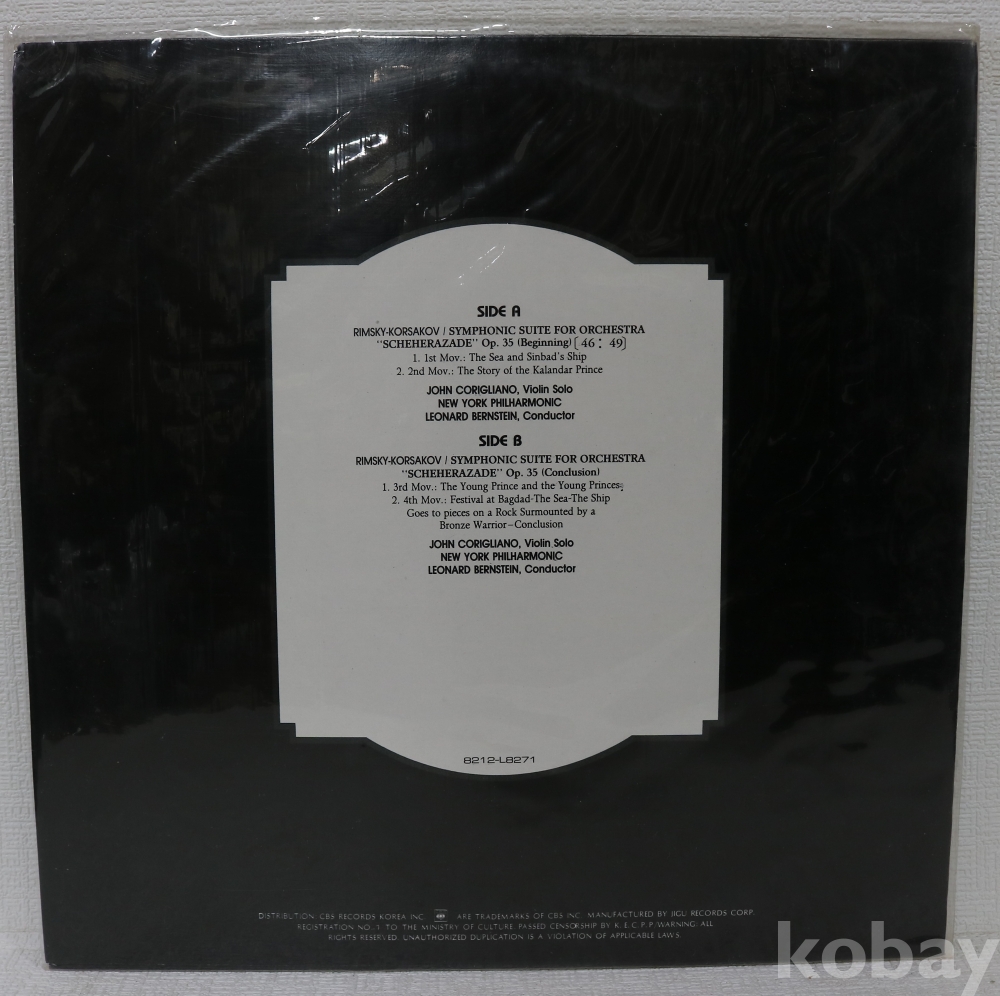 SIDE A
RIMSKY-KORSAKOV / SYMPHONIC SUITE FOR ORCHESTRA
"SCHEHERAZADE" Op. 35 (Beginning) [46 : 49]
1. 1st Mov.: The Sea and Sinbad's Ship
2. 2nd Mov.: The Story of the Kalandar Prince
JOHN CORIGLIANO, Violin Solo
NEW YORK PHILHARMONIC
LEONARD BERNSTEIN, Conductor
SIDE B
RIMSKY-KORSAKOV / SYMPHONIC SUITE FOR ORCHESTRA
"SCHEHERAZADE" Op. 35 (Conclusion)
1. 3rd Mov.: The Young Prince and the Young Princes;
2. 4th Mov.: Festival at Bagdad-The Sea-The Ship
Goes to pieces on a Rock Surmounted by a
Bronze Warrior–Conclusion
JOHN CORIGLIANO, Violin Solo
NEW YORK PHILHARMONIC
LEONARD BERNSTEIN, Conductor
8212-LB271
DISTRIBUTION: CBS RECORDS KOREA INC. ARE TRADEMARKS OF CBS INC. MANUFACTURED BY JIGU RECORDS CORP.
REGISTRATION NO. 1 TO THE MINISTRY OF CULTURE. PASSED CENSORSHIP BY K. E. C. P. P. WARNING: ALL
RIGHTS RESERVED. UNAUTHORIZED DUPLICATION IS A VIOLATION OF APPLICABLE LAWS.
kobay